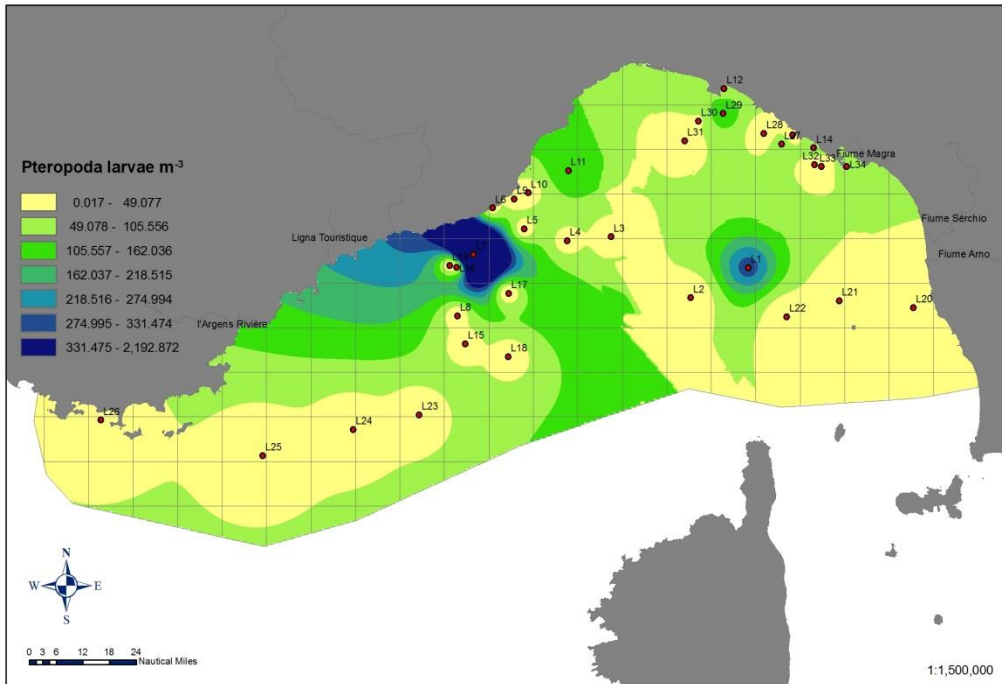 Pteropoda larvae m-3
0.017 - 49.077
49.078 - 105.556
105.557 - 162.036
162.037 - 218.515
218.516 - 274.994
274.995 - 331.474
331.475 - 2,192.872
L12
L29
L30
L31
L28
L27
L14
L32
L33
Fiume Magra
L34
L11
L10
L9
L6
L5
L4
L3
Ligna Touristique
L7
L16
Fiume Sérchio
Fiume Arno
L1
L2
L17
L21
L22
L20
L8
l'Argens Rivière
L15
L18
L26
L23
L24
L25
N
W
E
S
0 3 6 12 18 24
Nautical Miles
1:1,500,000